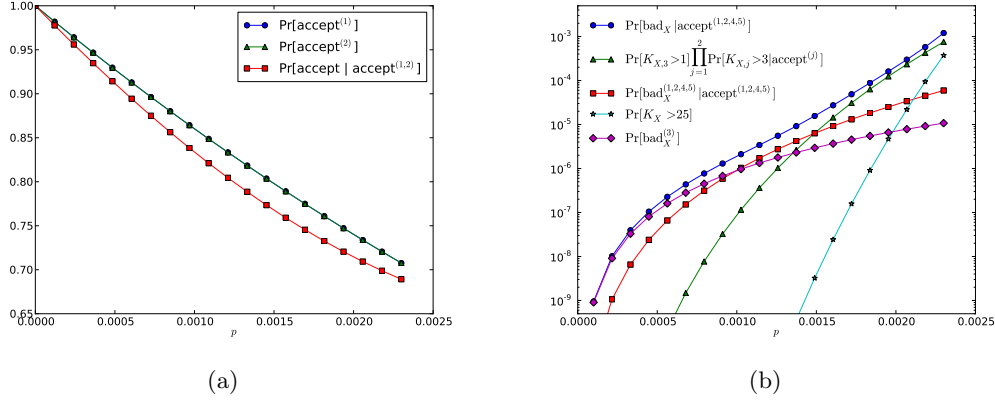 1.00
0.95
0.90
0.85
0.80
0.75
0.70
0.65
0.0000
0.0005
0.0010
0.0015
0.0020
0.0025
p
Pr[accept^(1)]
Pr[accept^(2)]
Pr[accept | accept^(1,2)]
(a)
10^-3
10^-4
10^-5
10^-6
10^-7
10^-8
10^-9
0.0000
0.0005
0.0010
0.0015
0.0020
0.0025
p
Pr[bad_X |accept^(1,2,4,5)]
Pr[K_X,3 >1]∏_{j=1}^{2} Pr[K_X,j >3|accept^(j)]
Pr[bad_X^(1,2,4,5) |accept^(1,2,4,5)]
Pr[K_X >25]
Pr[bad_X^(3)]
(b)